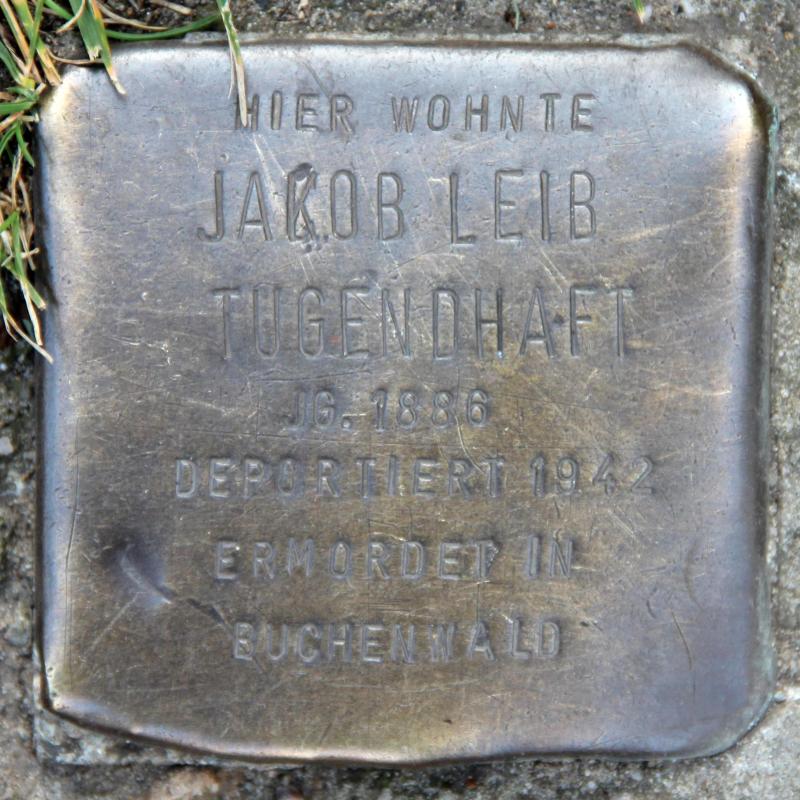 HIER WOHNTE
JAKOB LEIB
TUGENDHAFT
JG. 1886
DEPORTIERT 1942
ERMORDET IN
BUCHENWALD